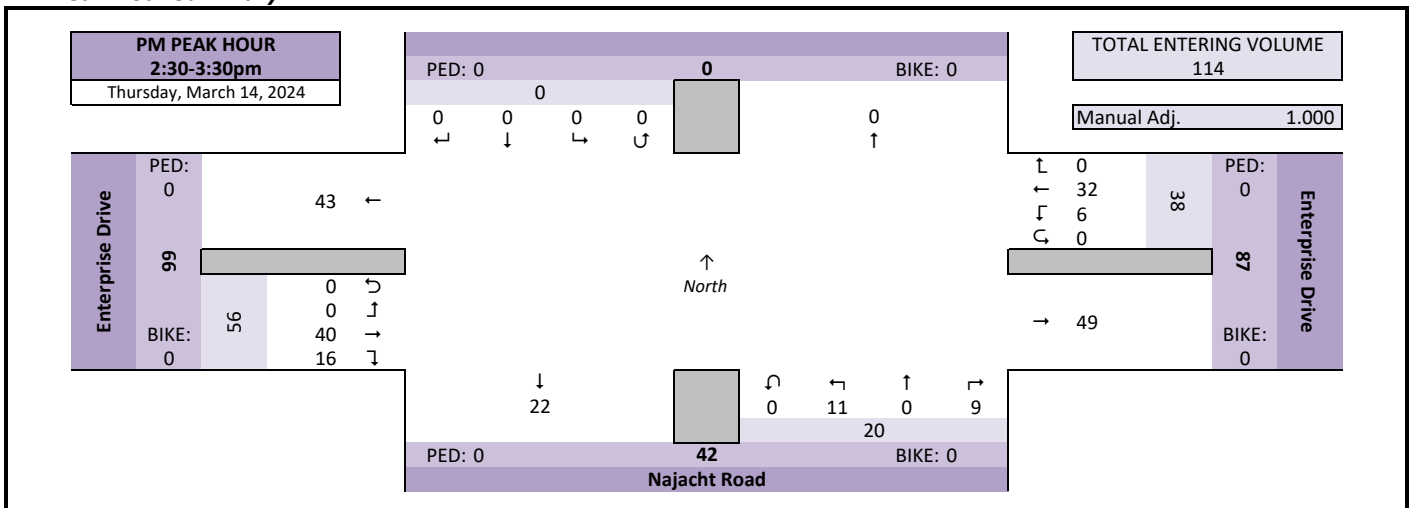 PM PEAK HOUR
2:30-3:30pm
Thursday, March 14, 2024
TOTAL ENTERING VOLUME
114
Manual Adj. 1.000
PED: 0 0 BIKE: 0
0
0 0 0 0
↵ ↓ ↳ ↺
0
↑
Enterprise Drive
PED:
0
99
BIKE:
0
43 ←
56
0 ⮌
0 ↑
40 →
16 ↴
↑
North
↑ 0
← 32
↓ 6
↪ 0
38
→ 49
PED:
0
87
BIKE:
0
Enterprise Drive
↓
22
↶ ↰ ↑ ↱
0 11 0 9
20
PED: 0 42 BIKE: 0
Najacht Road